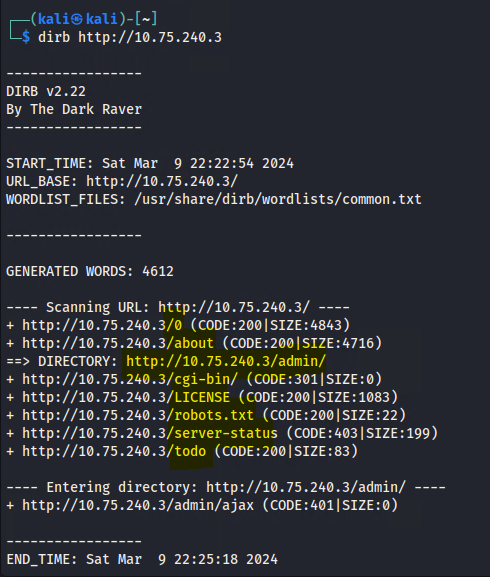 (kali㉿kali)-[~]
$ dirb http://10.75.240.3
-----------------
DIRB v2.22
By The Dark Raver
-----------------
START_TIME: Sat Mar  9 22:22:54 2024
URL_BASE: http://10.75.240.3/
WORDLIST_FILES: /usr/share/dirb/wordlists/common.txt
-----------------
GENERATED WORDS: 4612
---- Scanning URL: http://10.75.240.3/ ----
+ http://10.75.240.3/0 (CODE:200|SIZE:4843)
+ http://10.75.240.3/about (CODE:200|SIZE:4716)
==> DIRECTORY: http://10.75.240.3/admin/
+ http://10.75.240.3/cgi-bin/ (CODE:301|SIZE:0)
+ http://10.75.240.3/LICENSE (CODE:200|SIZE:1083)
+ http://10.75.240.3/robots.txt (CODE:200|SIZE:22)
+ http://10.75.240.3/server-status (CODE:403|SIZE:199)
+ http://10.75.240.3/todo (CODE:200|SIZE:83)
---- Entering directory: http://10.75.240.3/admin/ ----
+ http://10.75.240.3/admin/ajax (CODE:401|SIZE:0)
-----------------
END_TIME: Sat Mar  9 22:25:18 2024